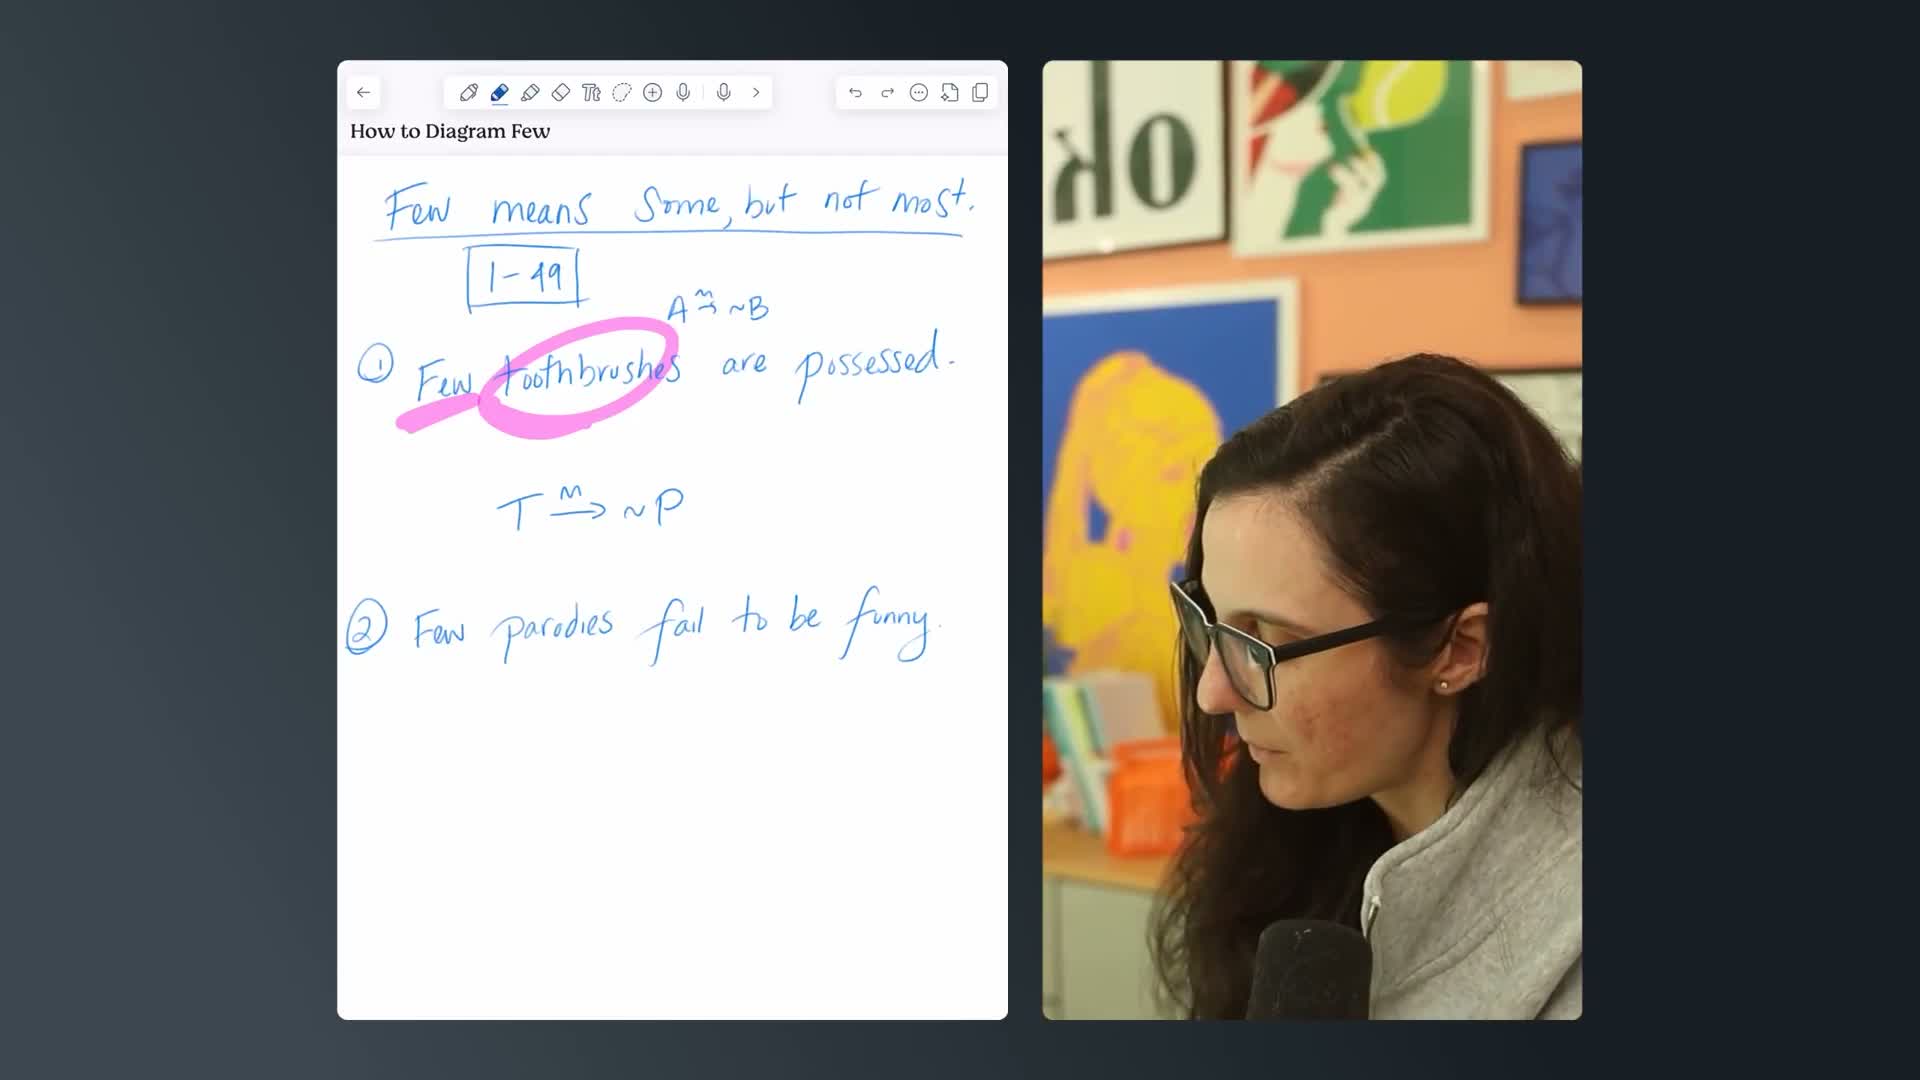 How to Diagram Few
Few means some, but not most.
1-49
A m→ ~B
① Few toothbrushes are possessed.
T M→ ~P
② Few parodies fail to be funny.